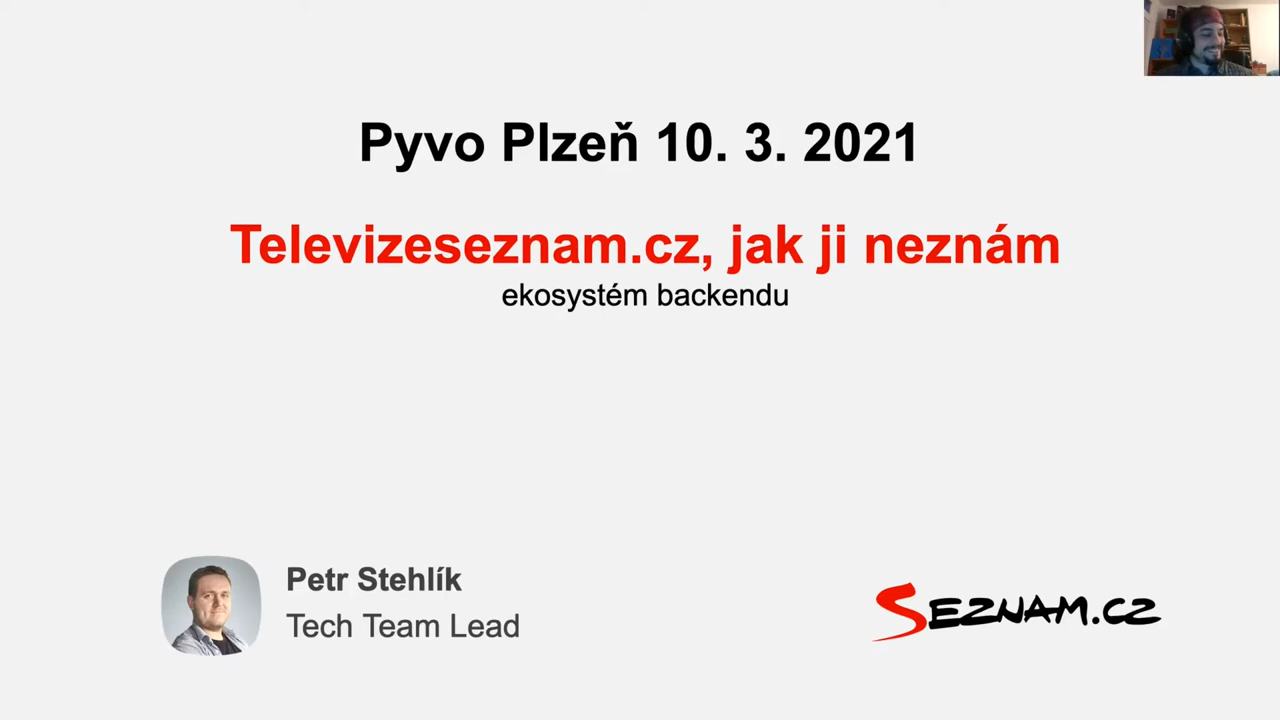 Pyvo Plzeň 10. 3. 2021
Televizeseznam.cz, jak ji neznám
ekosystém backendu
Petr Stehlík
Tech Team Lead
SEZNAM.CZ